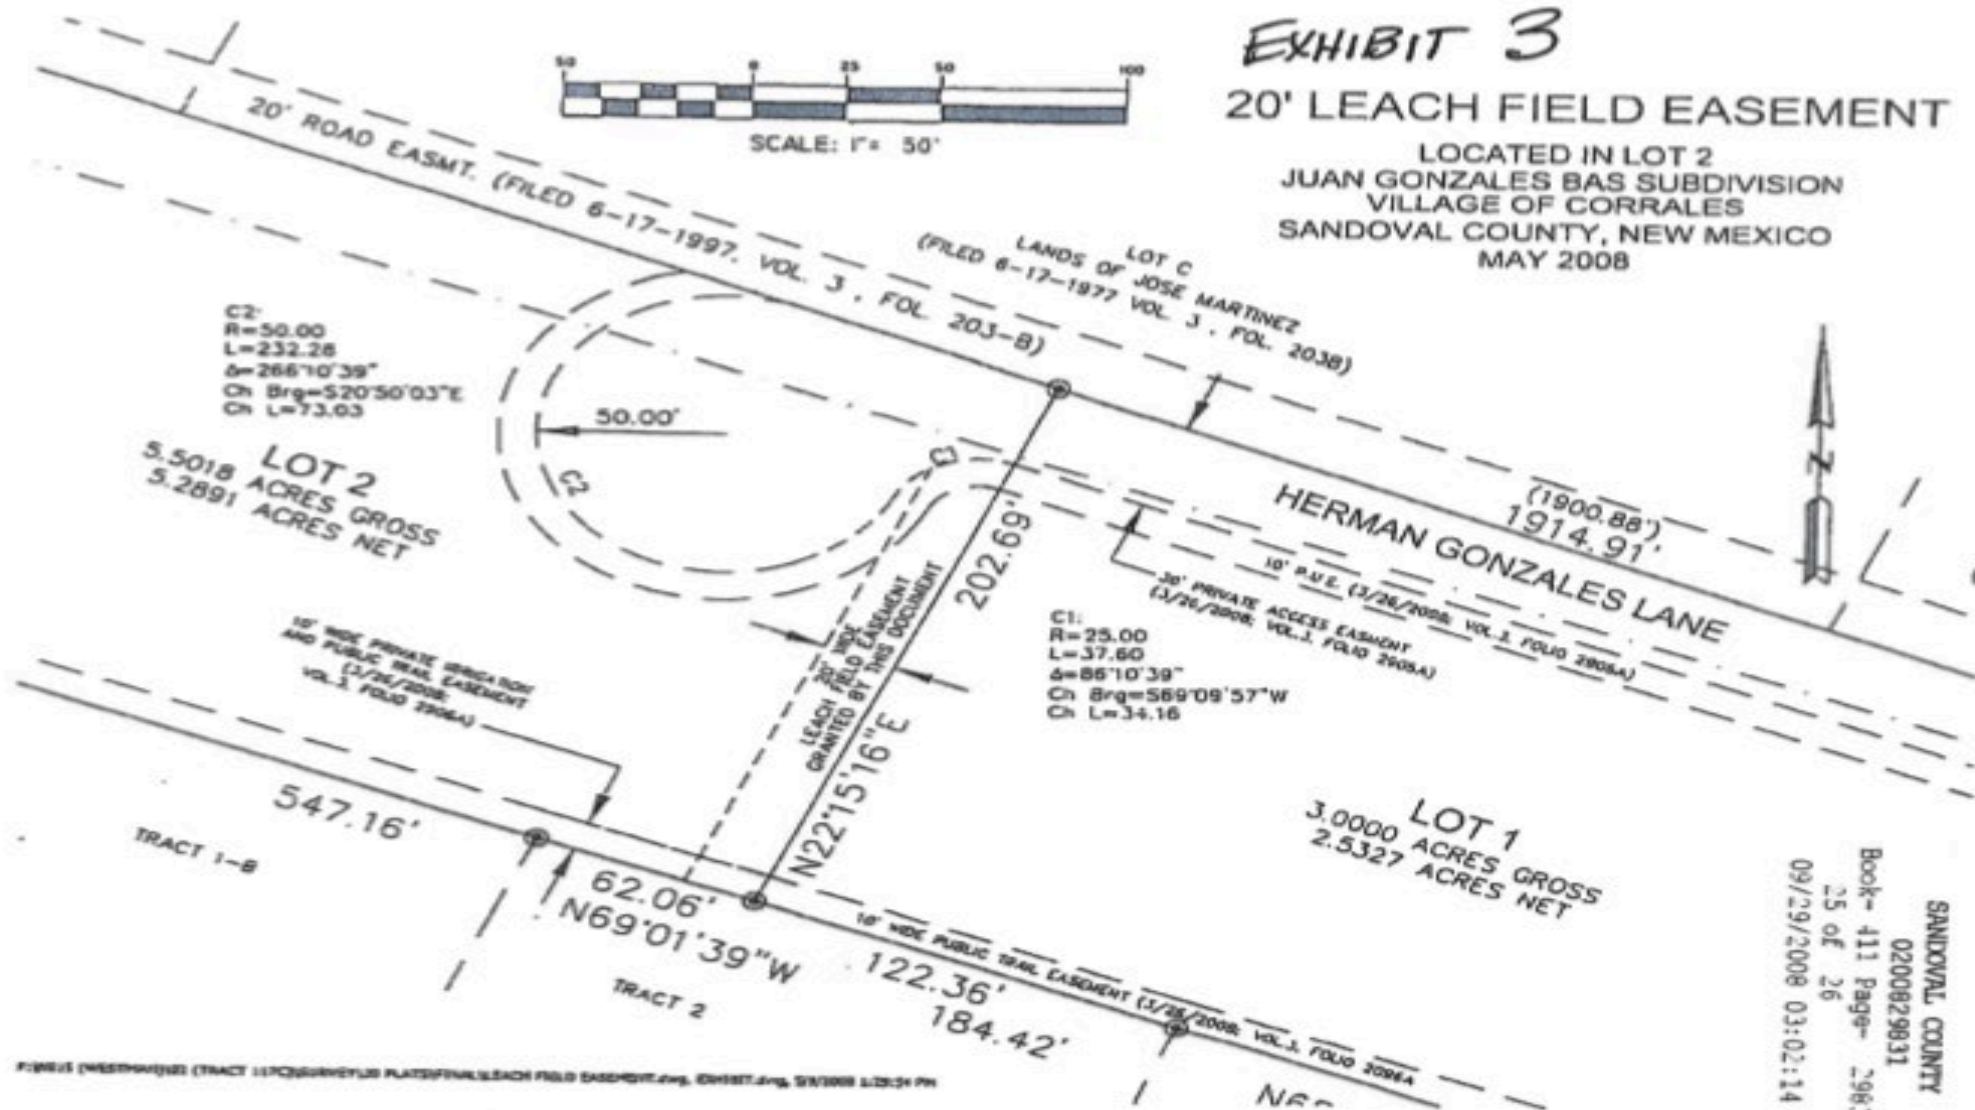 EXHIBIT 3
20' LEACH FIELD EASEMENT
LOCATED IN LOT 2
JUAN GONZALES BAS SUBDIVISION
VILLAGE OF CORRALES
SANDOVAL COUNTY, NEW MEXICO
MAY 2008
50 0 25 50 100
SCALE: 1"= 50'
20' ROAD EASMT. (FILED 6-17-1997, VOL. 3, FOL. 203-B)
LOT C
LANDS OF JOSE MARTINEZ
(FILED 6-17-1977 VOL. 3, FOL. 203B)
C2:
R=50.00
L=232.28
Δ=266°10'39"
Ch Brg=S20°50'03"E
Ch L=73.03
50.00'
C2
C1
N
LOT 2
5.5018 ACRES GROSS
5.2891 ACRES NET
(1900.88')
1914.91'
HERMAN GONZALES LANE
10' P.U.E. (3/26/2008; VOL.3, FOLIO 2905A)
30' PRIVATE ACCESS EASMENT
(3/26/2008; VOL.3, FOLIO 2905A)
202.69'
N22°15'16"E
20' WIDE
LEACH FIELD EASEMENT
GRANTED BY THIS DOCUMENT
C1:
R=25.00
L=37.60
Δ=86°10'39"
Ch Brg=S69°09'57"W
Ch L=34.16
10' WIDE PRIVATE IRRIGATION
AND PUBLIC TRAIL EASEMENT
(3/26/2008;
VOL.3, FOLIO 2906A)
547.16'
TRACT 1-B
62.06'
N69°01'39"W
TRACT 2
122.36'
184.42'
10' WIDE PUBLIC TRAIL EASEMENT (3/26/2008; VOL.3, FOLIO
LOT 1
3.0000 ACRES GROSS
2.5327 ACRES NET
SANDOVAL COUNTY
020082983​1
Book= 411 Page=
25 of 26
09/29/2008 03:02:14